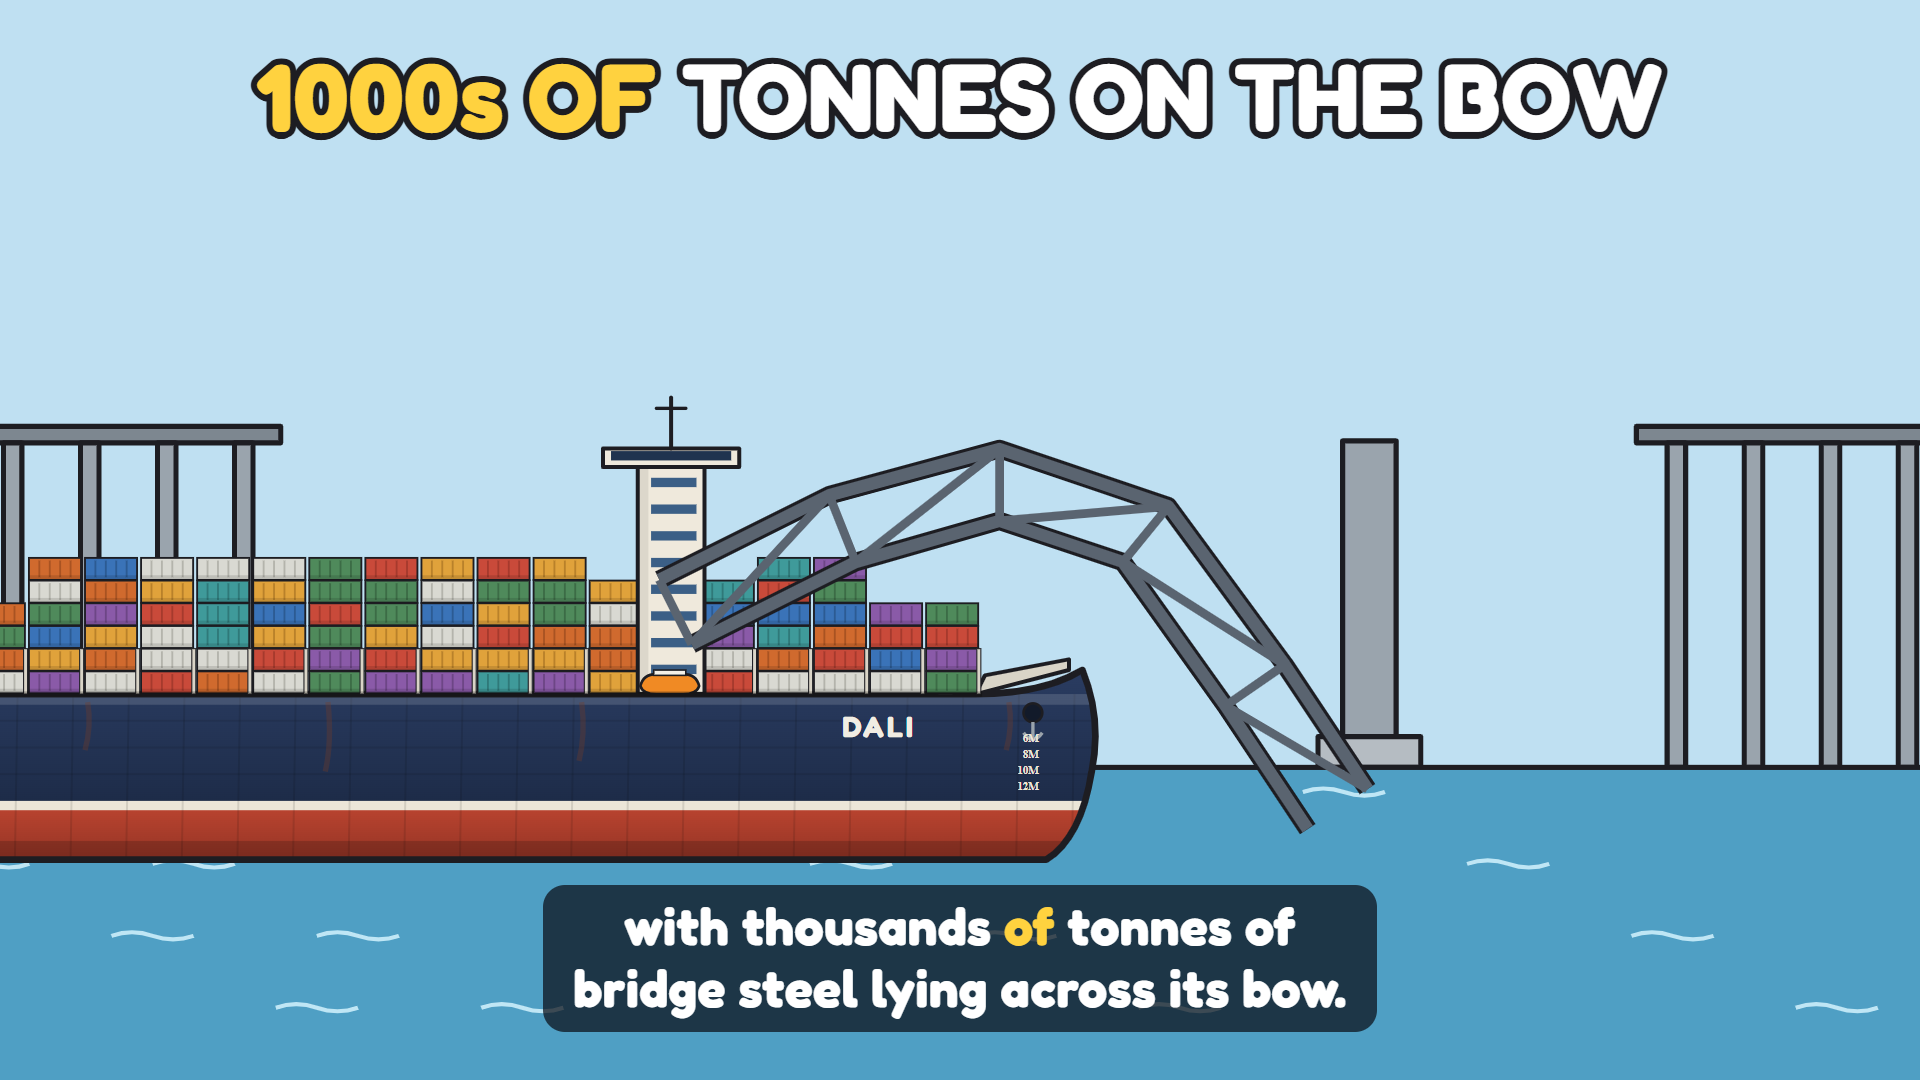 1000s OF TONNES ON THE BOW
DALI
6M
8M
10M
12M
with thousands of tonnes of
bridge steel lying across its bow.